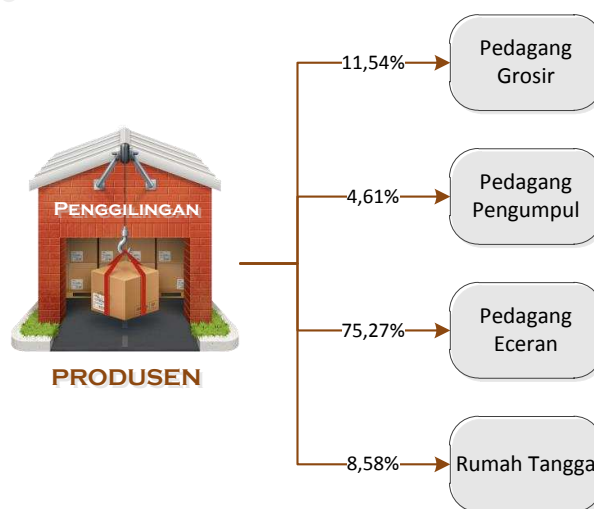 11,54%
Pedagang
Grosir
PENGGILINGAN
4,61%
Pedagang
Pengumpul
75,27%
Pedagang
Eceran
PRODUSEN
8,58%
Rumah Tangga